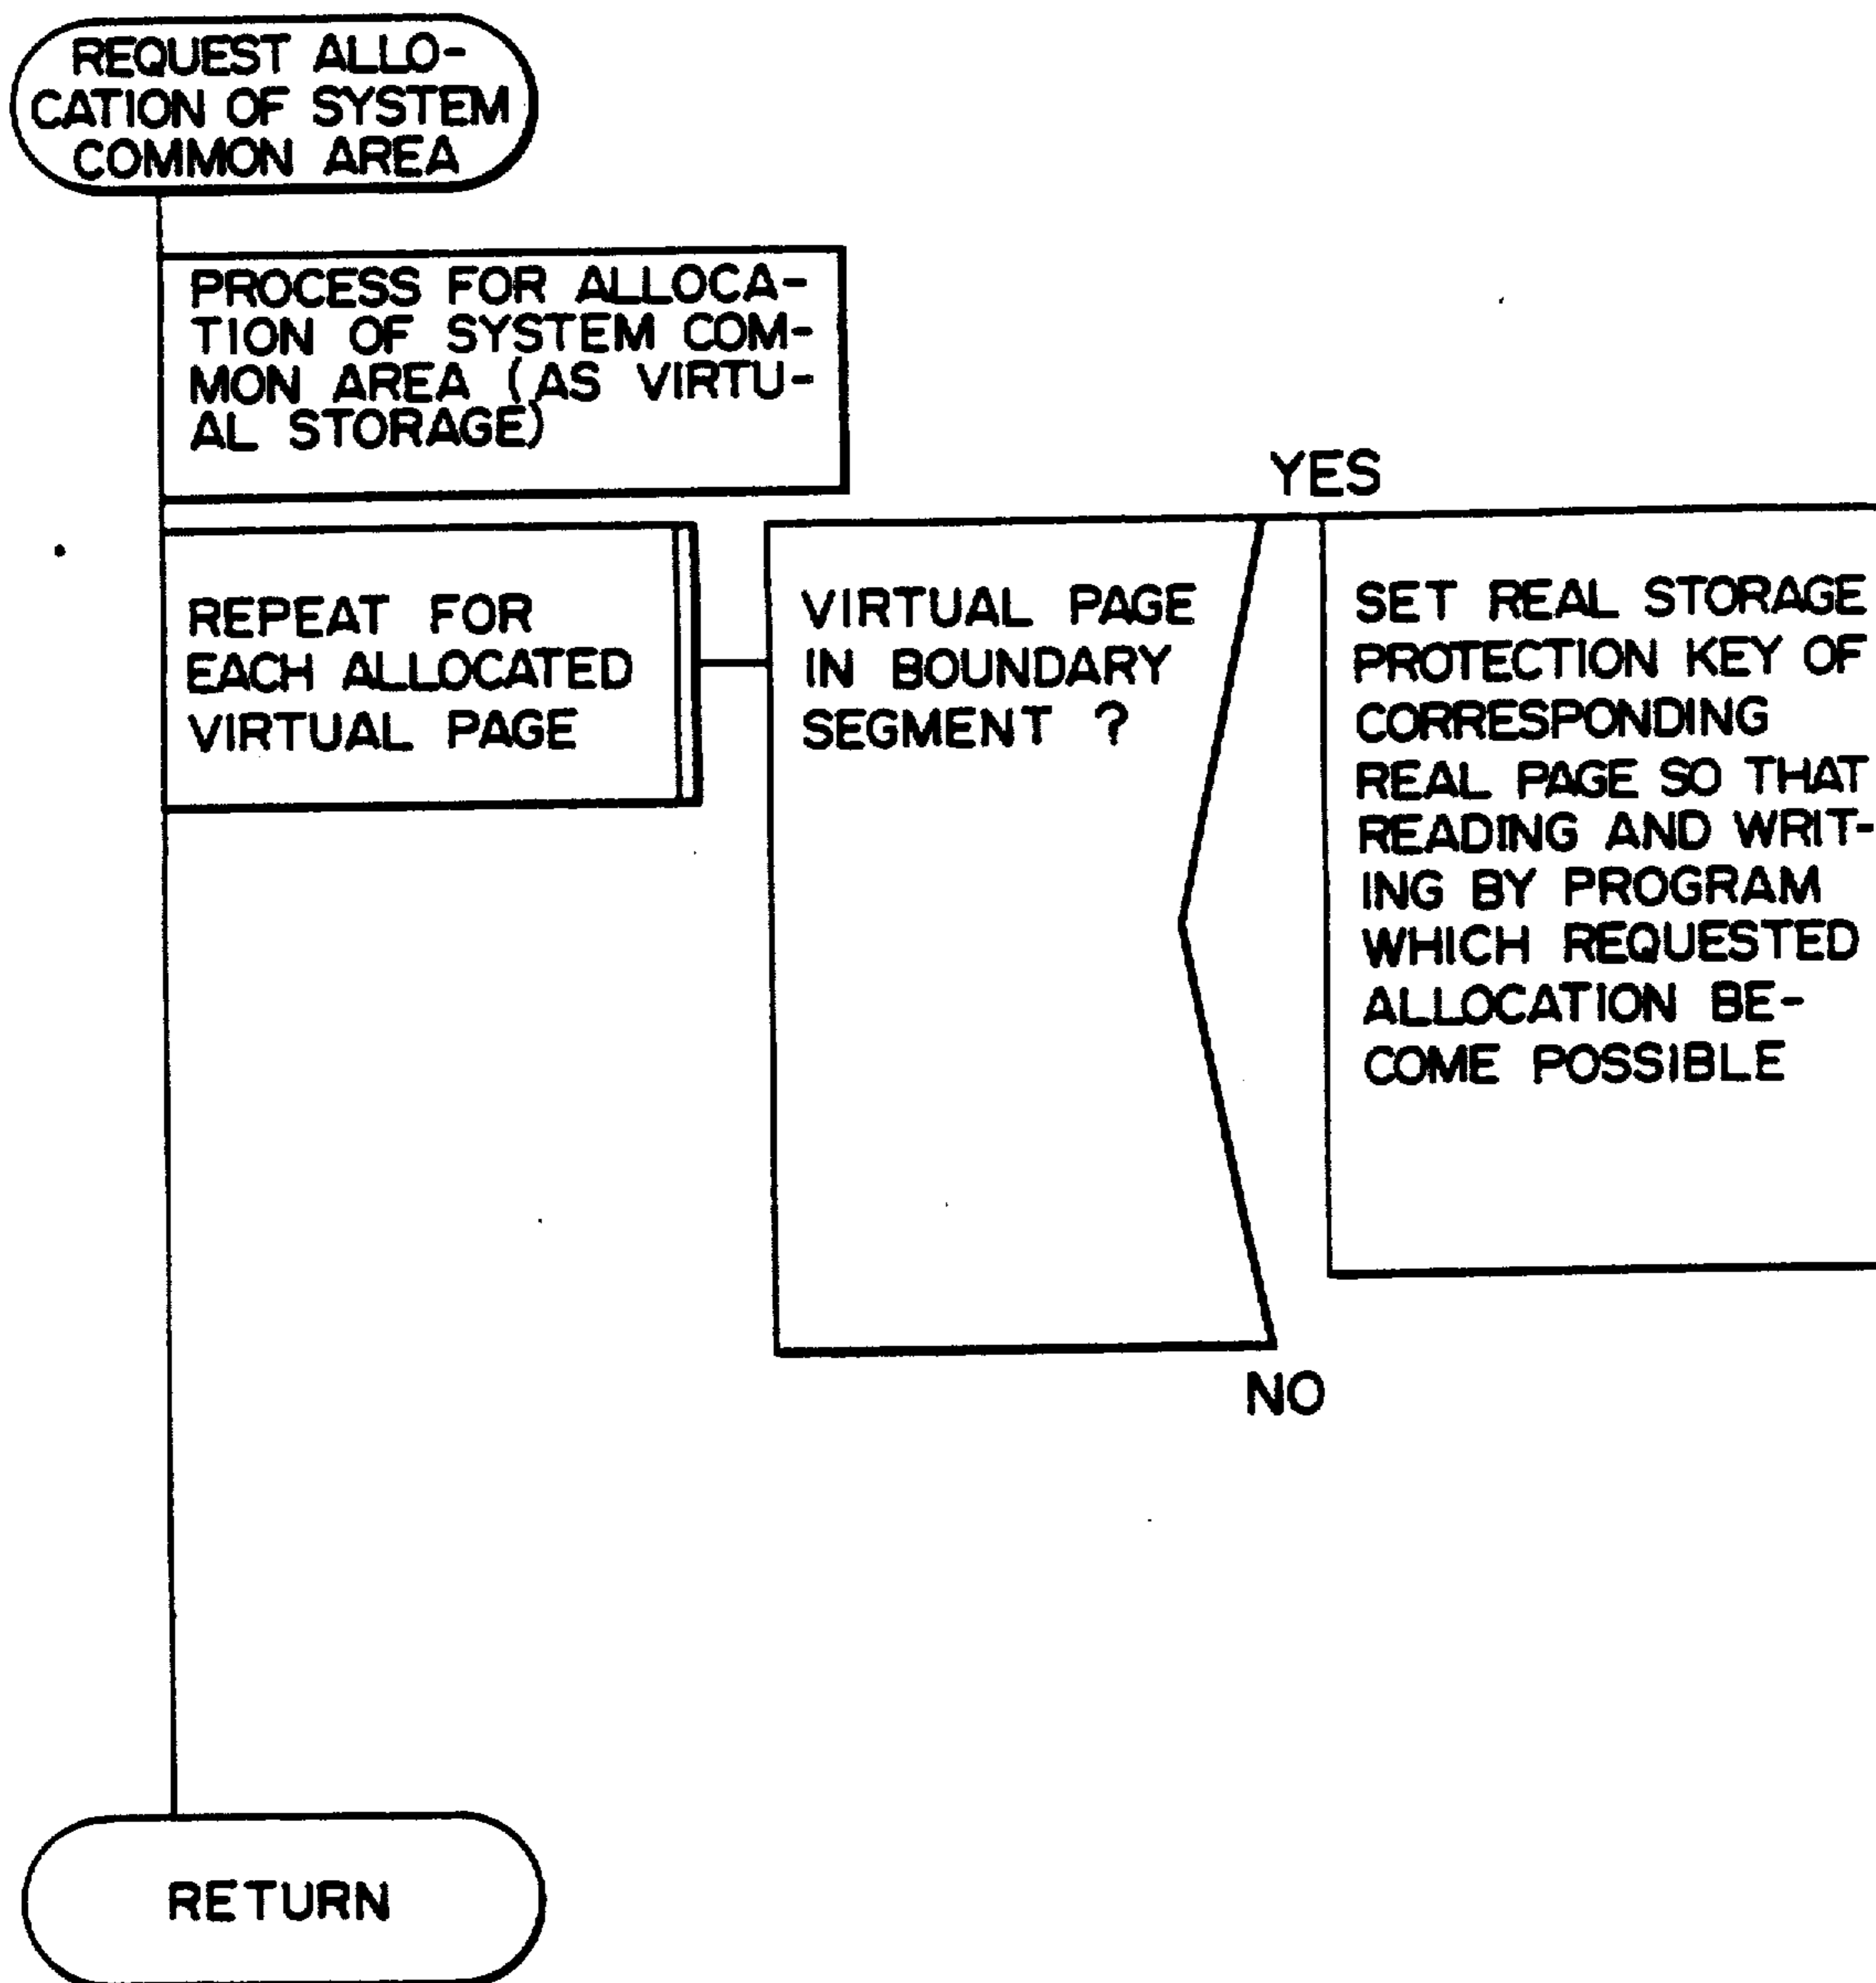 REQUEST ALLO-
CATION OF SYSTEM
COMMON AREA
PROCESS FOR ALLOCA-
TION OF SYSTEM COM-
MON AREA (AS VIRTU-
AL STORAGE)
REPEAT FOR
EACH ALLOCATED
VIRTUAL PAGE
VIRTUAL PAGE
IN BOUNDARY
SEGMENT ?
YES
SET REAL STORAGE
PROTECTION KEY OF
CORRESPONDING
REAL PAGE SO THAT
READING AND WRIT-
ING BY PROGRAM
WHICH REQUESTED
ALLOCATION BE-
COME POSSIBLE
NO
RETURN